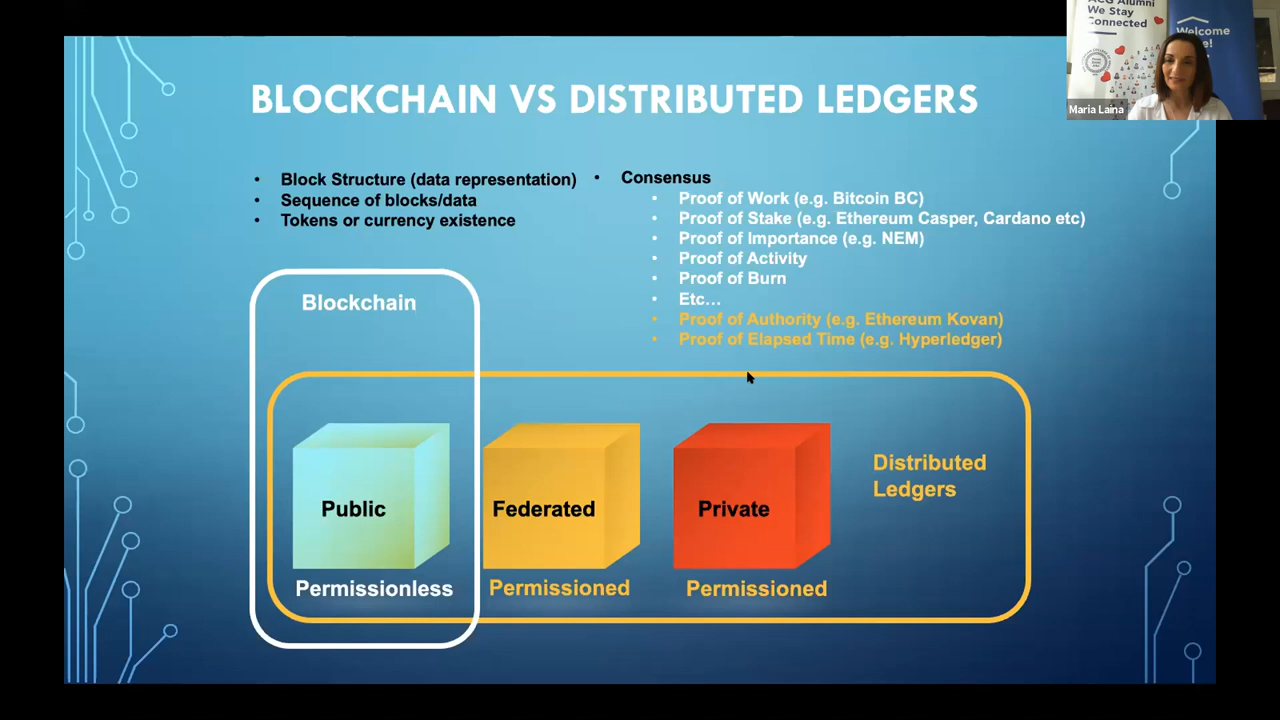 ACG Alumni
We Stay
Connected
Welcome
Maria Laina
BLOCKCHAIN VS DISTRIBUTED LEDGERS
• Block Structure (data representation)
• Sequence of blocks/data
• Tokens or currency existence
• Consensus
• Proof of Work (e.g. Bitcoin BC)
• Proof of Stake (e.g. Ethereum Casper, Cardano etc)
• Proof of Importance (e.g. NEM)
• Proof of Activity
• Proof of Burn
• Etc...
• Proof of Authority (e.g. Ethereum Kovan)
• Proof of Elapsed Time (e.g. Hyperledger)
Blockchain
Public
Permissionless
Federated
Permissioned
Private
Permissioned
Distributed
Ledgers